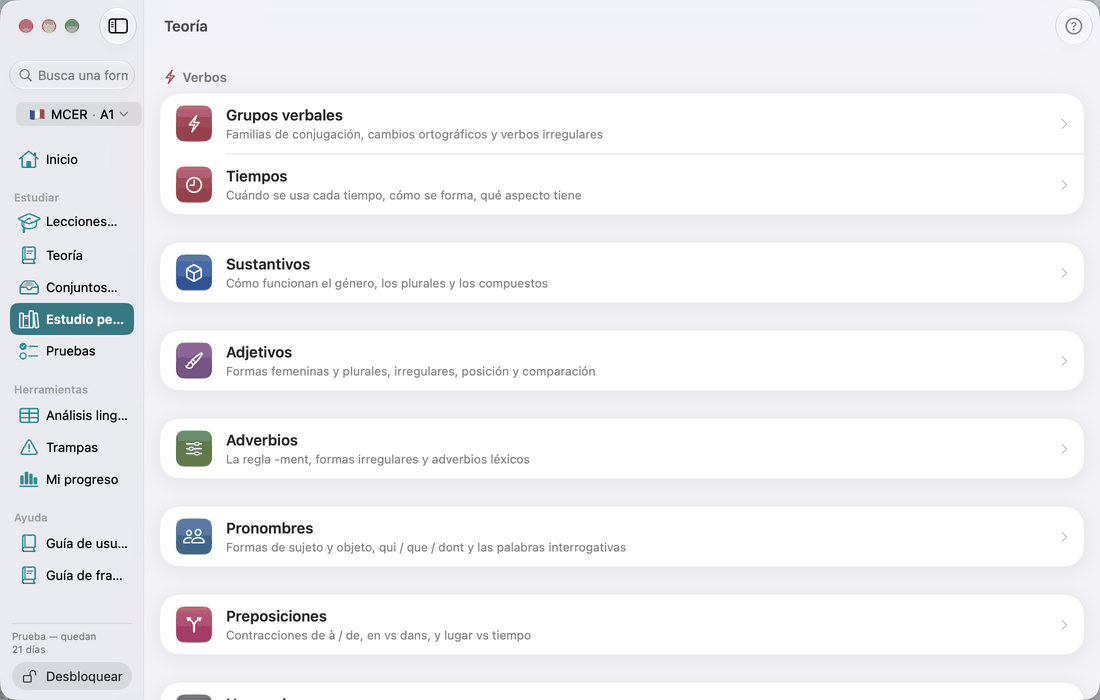 Teoría
Busca una forn
MCER · A1
Inicio
Estudiar
Lecciones...
Teoría
Conjuntos...
Estudio pe...
Pruebas
Herramientas
Análisis ling...
Trampas
Mi progreso
Ayuda
Guía de usu...
Guía de fra...
Prueba — quedan
21 días
Desbloquear
Verbos
Grupos verbales
Familias de conjugación, cambios ortográficos y verbos irregulares
Tiempos
Cuándo se usa cada tiempo, cómo se forma, qué aspecto tiene
Sustantivos
Cómo funcionan el género, los plurales y los compuestos
Adjetivos
Formas femeninas y plurales, irregulares, posición y comparación
Adverbios
La regla -ment, formas irregulares y adverbios léxicos
Pronombres
Formas de sujeto y objeto, qui / que / dont y las palabras interrogativas
Preposiciones
Contracciones de à / de, en vs dans, y lugar vs tiempo